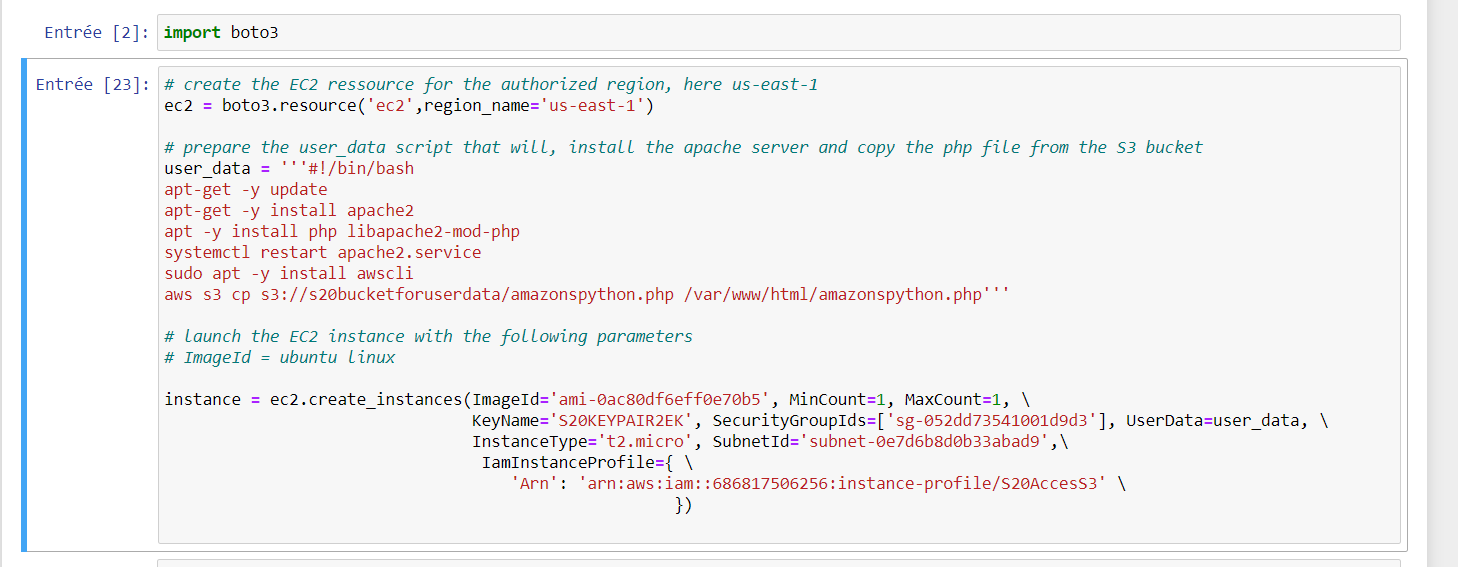 Entrée [2]: import boto3
Entrée [23]: # create the EC2 ressource for the authorized region, here us-east-1
ec2 = boto3.resource('ec2',region_name='us-east-1')
# prepare the user_data script that will, install the apache server and copy the php file from the S3 bucket
user_data = '''#!/bin/bash
apt-get -y update
apt-get -y install apache2
apt -y install php libapache2-mod-php
systemctl restart apache2.service
sudo apt -y install awscli
aws s3 cp s3://s20bucketforuserdata/amazonspython.php /var/www/html/amazonspython.php'''
# launch the EC2 instance with the following parameters
# ImageId = ubuntu linux
instance = ec2.create_instances(ImageId='ami-0ac80df6eff0e70b5', MinCount=1, MaxCount=1, \
KeyName='S20KEYPAIR2EK', SecurityGroupIds=['sg-052dd73541001d9d3'], UserData=user_data, \
InstanceType='t2.micro', SubnetId='subnet-0e7d6b8d0b33abad9',\
IamInstanceProfile={ \
'Arn': 'arn:aws:iam::686817506256:instance-profile/S20AccesS3' \
})